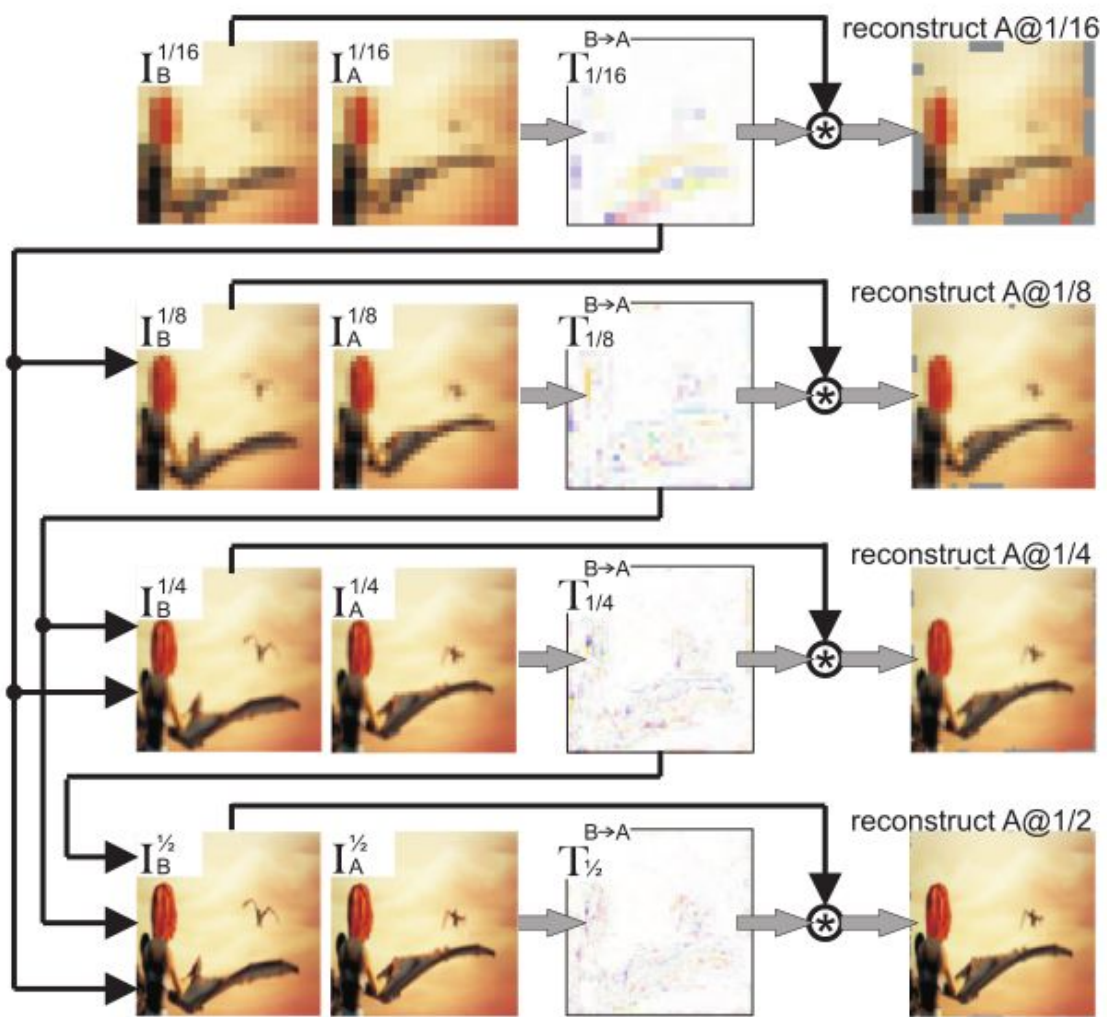 I_B^1/16 I_A^1/16 B→A T_1/16 reconstruct A@1/16
I_B^1/8 I_A^1/8 B→A T_1/8 reconstruct A@1/8
I_B^1/4 I_A^1/4 B→A T_1/4 reconstruct A@1/4
I_B^½ I_A^½ B→A T_½ reconstruct A@1/2